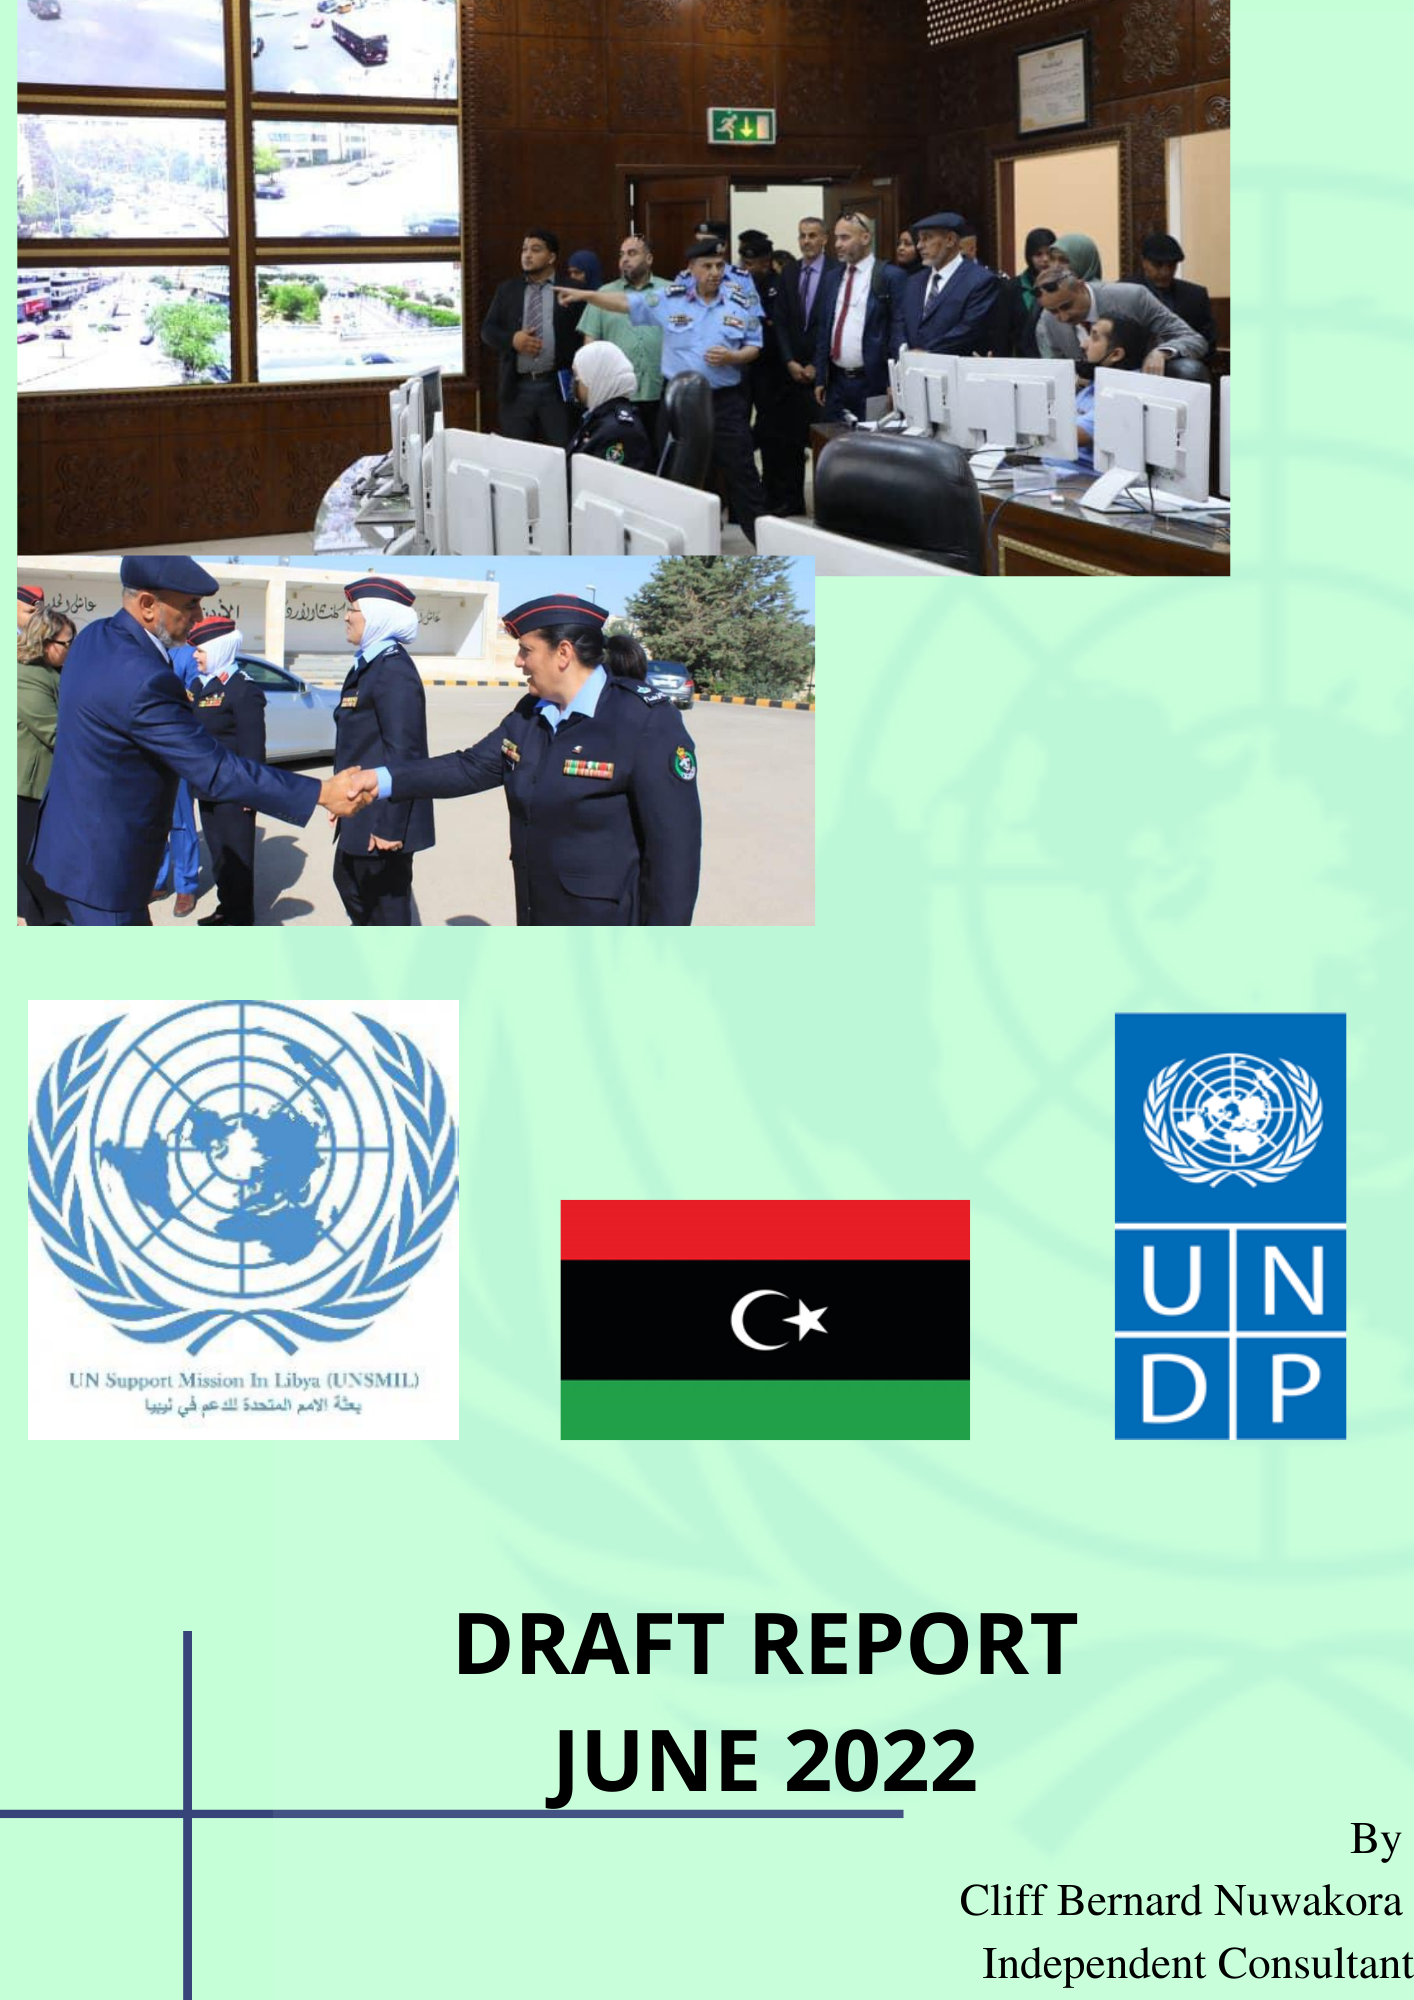 الأردن
UN Support Mission In Libya (UNSMIL)
بعثة الامم المتحدة للدعم في ليبيا
U N
D P
DRAFT REPORT
JUNE 2022
By
Cliff Bernard Nuwakora
Independent Consultant